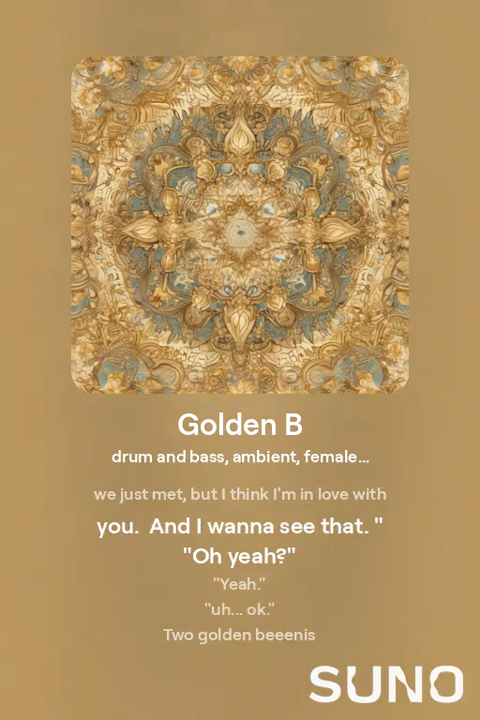 Golden B
drum and bass, ambient, female...
we just met, but I think I'm in love with
you.  And I wanna see that. "
"Oh yeah?"
"Yeah."
"uh... ok."
Two golden beeenis
SUNO